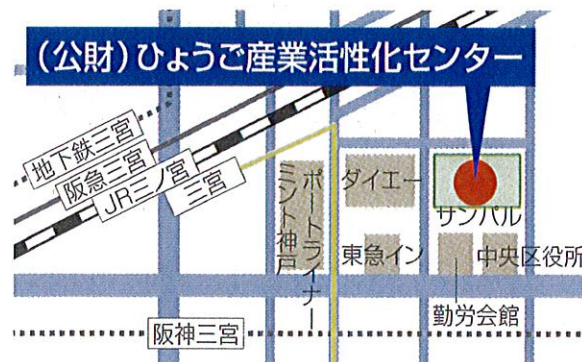 （公財）ひょうご産業活性化センター
地下鉄三宮
阪急三宮
JR三ノ宮
三宮
ミント神戸
ポートライナー
ダイエー
サンパル
東急イン
中央区役所
勤労会館
阪神三宮